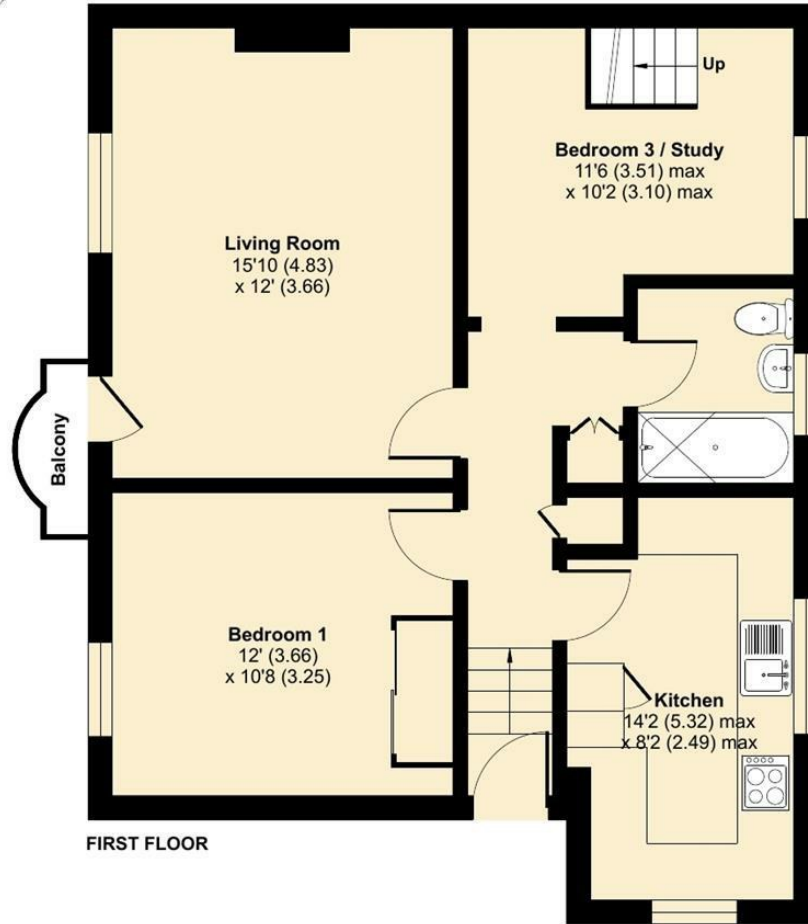 Up
Bedroom 3 / Study
11'6 (3.51) max
x 10'2 (3.10) max
Living Room
15'10 (4.83)
x 12' (3.66)
Balcony
Bedroom 1
12' (3.66)
x 10'8 (3.25)
Kitchen
14'2 (5.32) max
x 8'2 (2.49) max
FIRST FLOOR